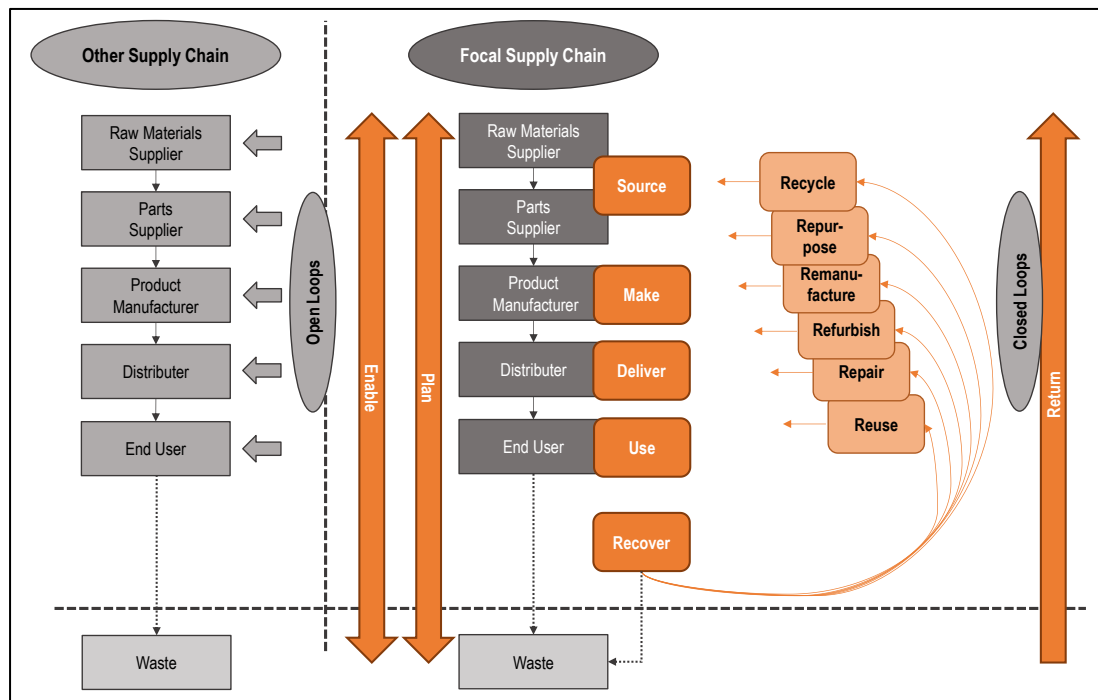 Other Supply Chain
Focal Supply Chain
Raw Materials
Supplier
Parts
Supplier
Product
Manufacturer
Distributer
End User
Waste
Open Loops
Enable
Plan
Raw Materials
Supplier
Source
Parts
Supplier
Product
Manufacturer
Make
Distributer
Deliver
End User
Use
Recover
Waste
Recycle
Repur-
pose
Remanu-
facture
Refurbish
Repair
Reuse
Closed Loops
Return